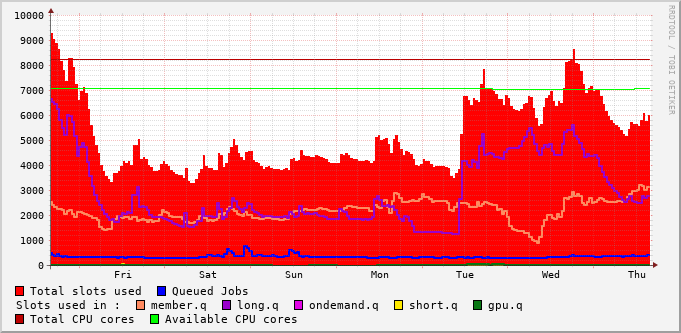 10000
9000
8000
7000
6000
5000
4000
3000
2000
1000
0
Fri Sat Sun Mon Tue Wed Thu
Total slots used Queued Jobs
Slots used in : member.q long.q ondemand.q short.q gpu.q
Total CPU cores Available CPU cores
RRDTOOL / TOBI OETIKER